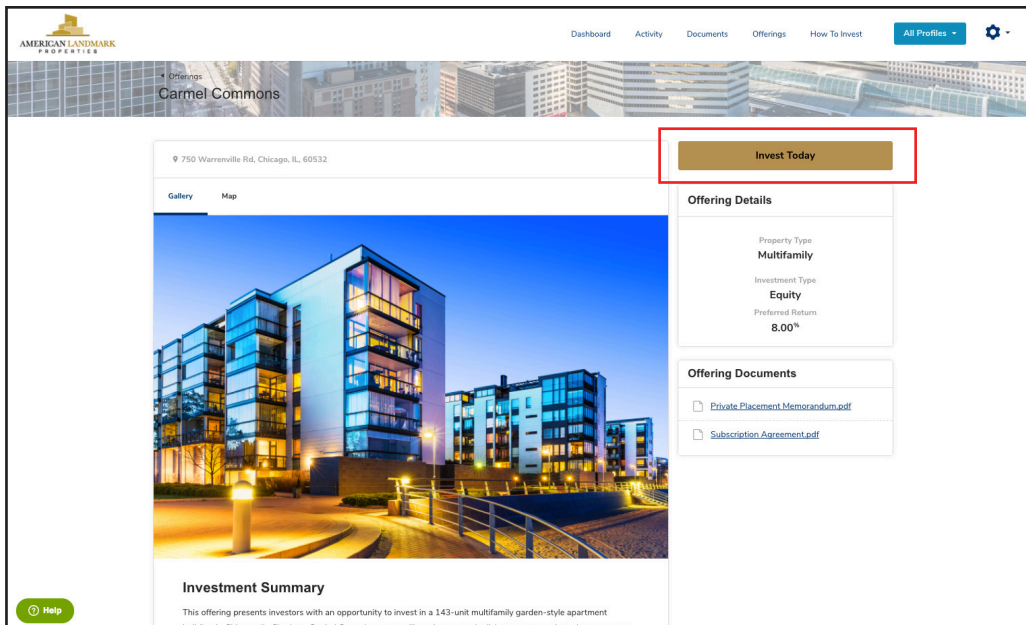 AMERICAN LANDMARK
PROPERTIES
Dashboard Activity Documents Offerings How To Invest All Profiles
Offerings
Carmel Commons
750 Warrenville Rd, Chicago, IL, 60532
Invest Today
Gallery Map
Offering Details
Property Type
Multifamily
Investment Type
Equity
Preferred Return
8.00%
Offering Documents
Private Placement Memorandum.pdf
Subscription Agreement.pdf
Investment Summary
This offering presents investors with an opportunity to invest in a 143-unit multifamily garden-style apartment
? Help